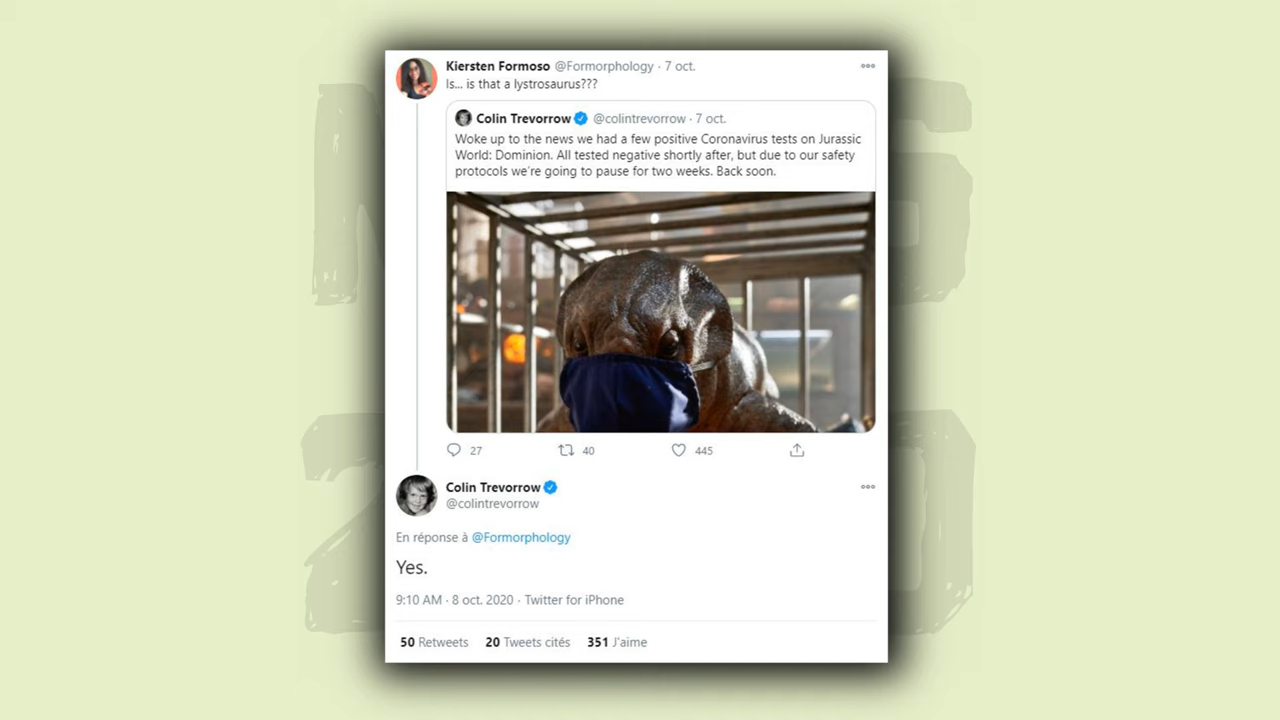 Kiersten Formoso @Formorphology · 7 oct.
Is... is that a lystrosaurus???
Colin Trevorrow @colintrevorrow · 7 oct.
Woke up to the news we had a few positive Coronavirus tests on Jurassic
World: Dominion. All tested negative shortly after, but due to our safety
protocols we're going to pause for two weeks. Back soon.
27 40 445
Colin Trevorrow
@colintrevorrow
En réponse à @Formorphology
Yes.
9:10 AM · 8 oct. 2020 · Twitter for iPhone
50 Retweets 20 Tweets cités 351 J'aime